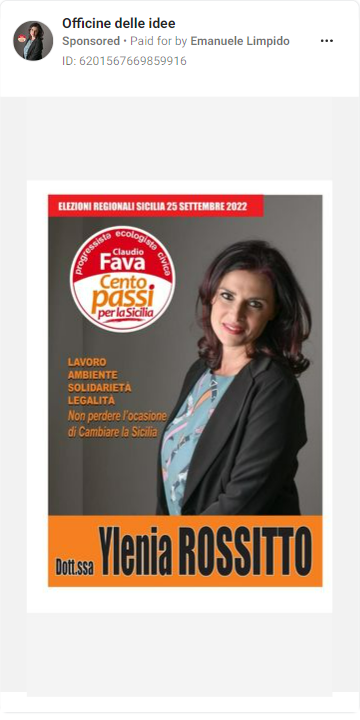 Officine delle idee
Sponsored • Paid for by Emanuele Limpido
ID: 6201567669859916
ELEZIONI REGIONALI SICILIA 25 SETTEMBRE 2022
progressista ecologista civica
Claudio
Fava
Cento
passi
per la Sicilia
LAVORO
AMBIENTE
SOLIDARIETÀ
LEGALITÀ
Non perdere l'ocasione
di Cambiare la Sicilia
Dott.ssa Ylenia ROSSITTO